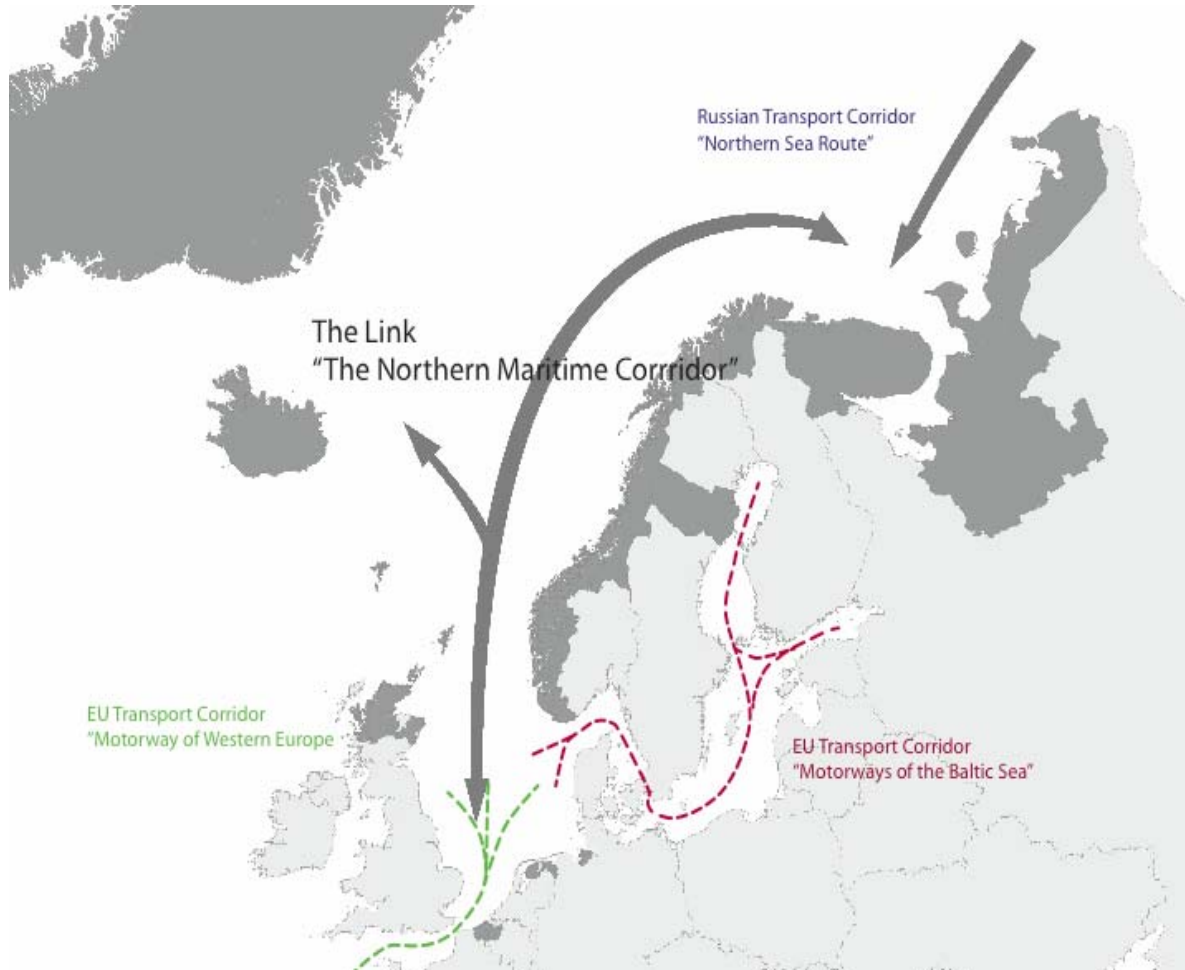 Russian Transport Corridor
“Northern Sea Route”
The Link
“The Northern Maritime Corrridor”
EU Transport Corridor
“Motorway of Western Europe
EU Transport Corridor
“Motorways of the Baltic Sea”